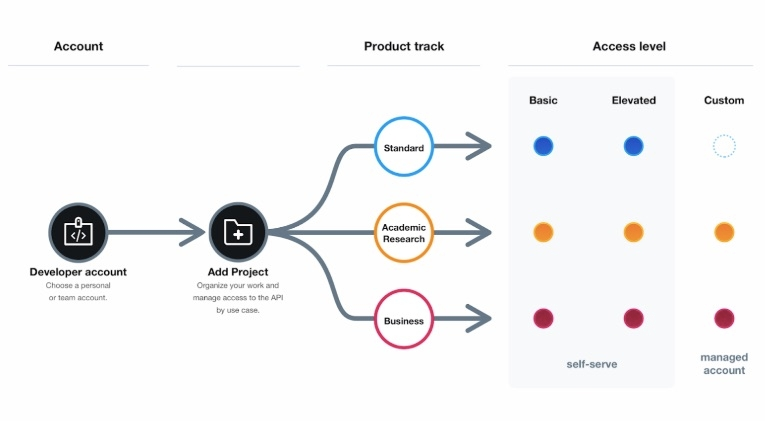 Account
Product track
Access level
Basic
Elevated
Custom
Standard
Academic
Research
</>
Developer account
Choose a personal
or team account.
Add Project
Organize your work and
manage access to the API
by use case.
Business
self-serve
managed
account